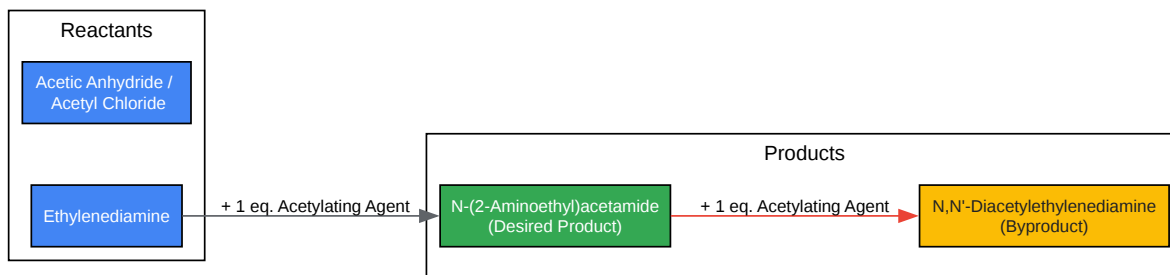 Reactants
Acetic Anhydride /
Acetyl Chloride
Ethylenediamine
+ 1 eq. Acetylating Agent
Products
N-(2-Aminoethyl)acetamide
(Desired Product)
+ 1 eq. Acetylating Agent
N,N'-Diacetylethylenediamine
(Byproduct)